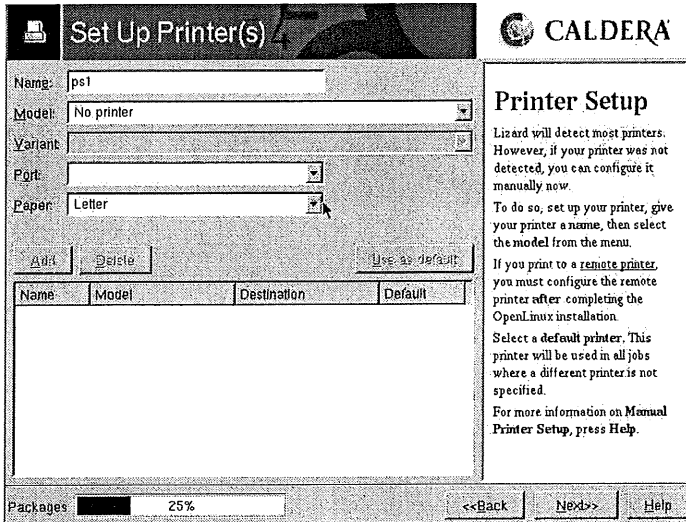 Set Up Printer(s)
CALDERA
Name: ps1
Model: No printer
Variant:
Port:
Paper: Letter
Add
Delete
Use as default
Name Model Destination Default
Packages 25%
<<Back Next>> Help
Printer Setup
Lizard will detect most printers.
However, if your printer was not
detected, you can configure it
manually now.
To do so, set up your printer, give
your printer a name, then select
the model from the menu.
If you print to a remote printer,
you must configure the remote
printer after completing the
OpenLinux installation.
Select a default printer. This
printer will be used in all jobs
where a different printer is not
specified.
For more information on Manual
Printer Setup, press Help.